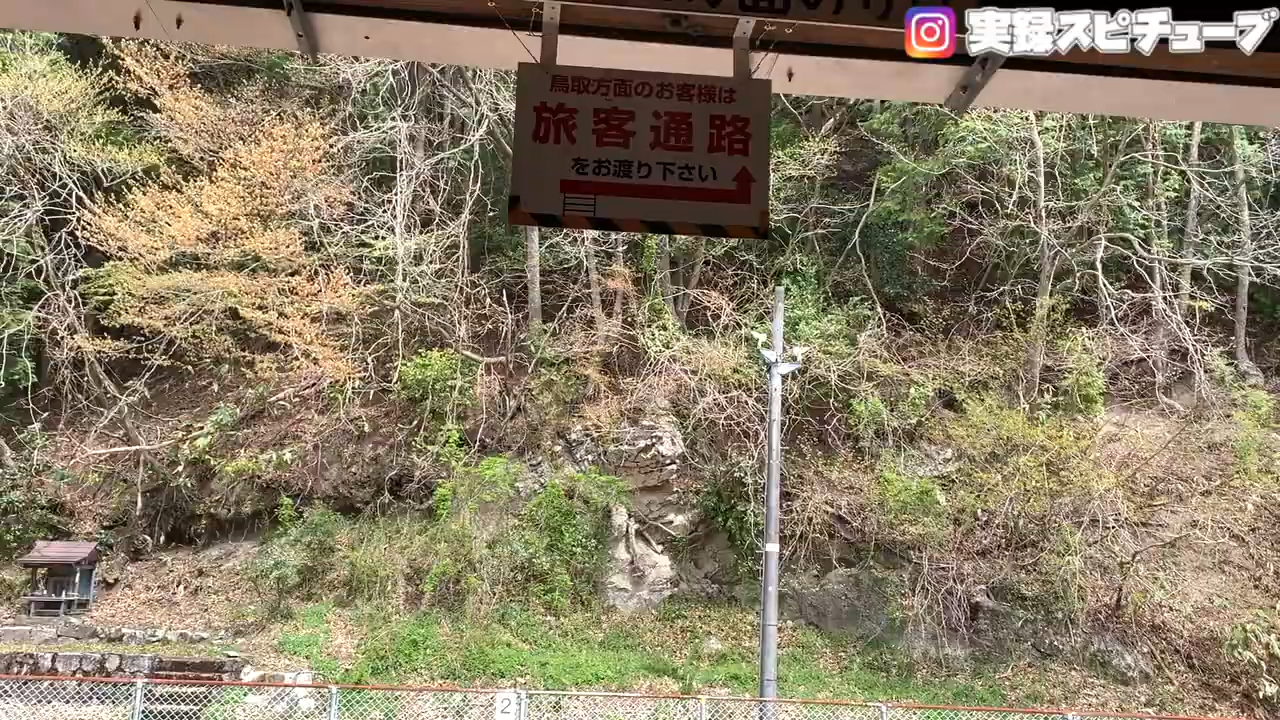 実録スピチューブ
鳥取方面のお客様は
旅客通路
をお渡り下さい
2